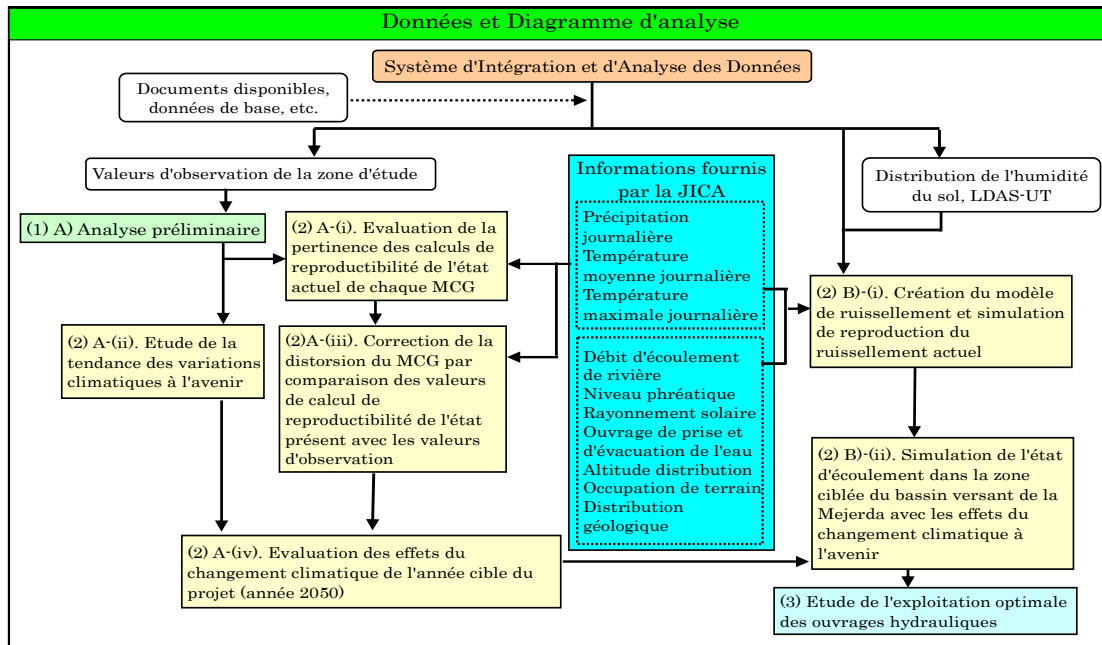 Données et Diagramme d'analyse
Système d'Intégration et d'Analyse des Données
Documents disponibles,
données de base, etc.
Valeurs d'observation de la zone d'étude
Informations fournis
par la JICA
Distribution de l'humidité
du sol, LDAS-UT
(1) A) Analyse préliminaire
(2) A-(i). Evaluation de la
pertinence des calculs de
reproductibilité de l'état
actuel de chaque MCG
Précipitation
journalière
Température
moyenne journalière
Température
maximale journalière
(2) B)-(i). Création du modèle
de ruissellement et simulation
de reproduction du
ruissellement actuel
(2) A-(ii). Etude de la
tendance des variations
climatiques à l'avenir
(2)A-(iii). Correction de la
distorsion du MCG par
comparaison des valeurs
de calcul de
reproductibilité de l'état
présent avec les valeurs
d'observation
Débit d'écoulement
de rivière
Niveau phréatique
Rayonnement solaire
Ouvrage de prise et
d'évacuation de l'eau
Altitude distribution
Occupation de terrain
Distribution
géologique
(2) B)-(ii). Simulation de l'état
d'écoulement dans la zone
ciblée du bassin versant de la
Mejerda avec les effets du
changement climatique à
l'avenir
(2) A-(iv). Evaluation des effets du
changement climatique de l'année cible du
projet (année 2050)
(3) Etude de l'exploitation optimale
des ouvrages hydrauliques